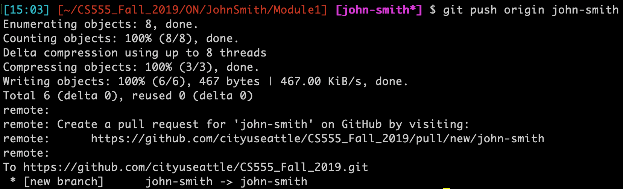 [15:03] [~/CS555_Fall_2019/ON/JohnSmith/Module1] [john-smith*] $ git push origin john-smith
Enumerating objects: 8, done.
Counting objects: 100% (8/8), done.
Delta compression using up to 8 threads
Compressing objects: 100% (3/3), done.
Writing objects: 100% (6/6), 467 bytes | 467.00 KiB/s, done.
Total 6 (delta 0), reused 0 (delta 0)
remote:
remote: Create a pull request for 'john-smith' on GitHub by visiting:
remote:      https://github.com/cityuseattle/CS555_Fall_2019/pull/new/john-smith
remote:
To https://github.com/cityuseattle/CS555_Fall_2019.git
 * [new branch]      john-smith -> john-smith